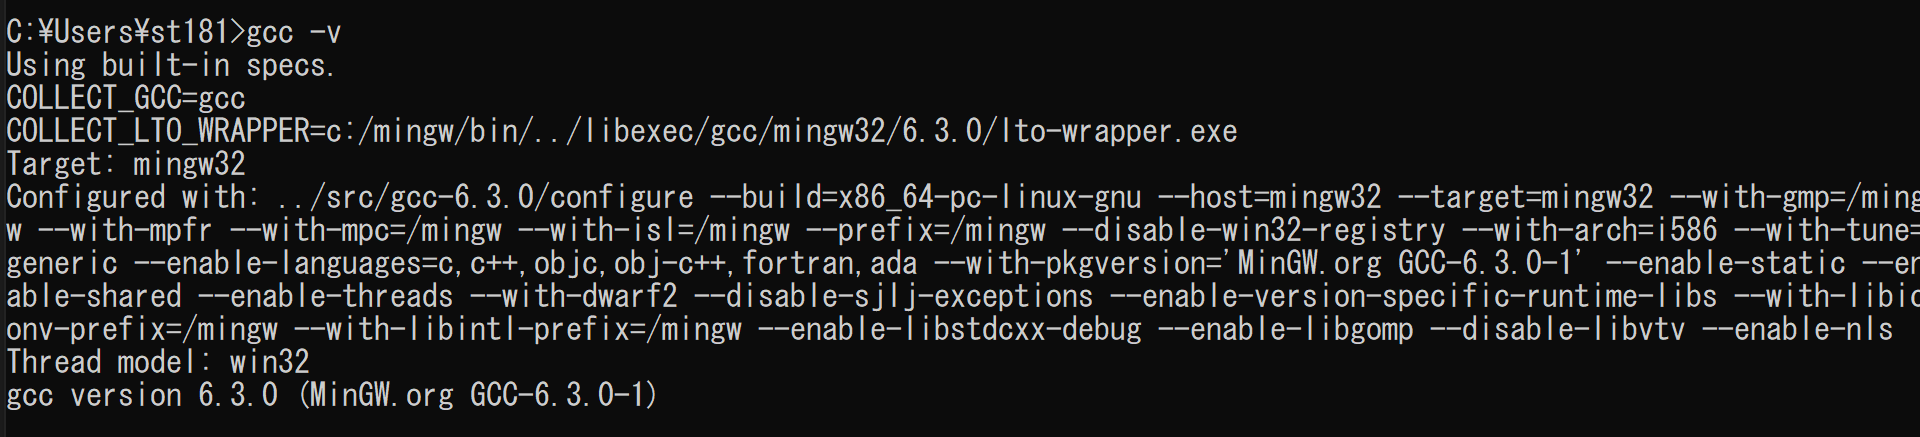 C:¥Users¥st181>gcc -v
Using built-in specs.
COLLECT_GCC=gcc
COLLECT_LTO_WRAPPER=c:/mingw/bin/../libexec/gcc/mingw32/6.3.0/lto-wrapper.exe
Target: mingw32
Configured with: ../src/gcc-6.3.0/configure --build=x86_64-pc-linux-gnu --host=mingw32 --target=mingw32 --with-gmp=/ming
w --with-mpfr --with-mpc=/mingw --with-isl=/mingw --prefix=/mingw --disable-win32-registry --with-arch=i586 --with-tune=
generic --enable-languages=c,c++,objc,obj-c++,fortran,ada --with-pkgversion='MinGW.org GCC-6.3.0-1' --enable-static --en
able-shared --enable-threads --with-dwarf2 --disable-sjlj-exceptions --enable-version-specific-runtime-libs --with-libic
onv-prefix=/mingw --with-libintl-prefix=/mingw --enable-libstdcxx-debug --enable-libgomp --disable-libvtv --enable-nls
Thread model: win32
gcc version 6.3.0 (MinGW.org GCC-6.3.0-1)